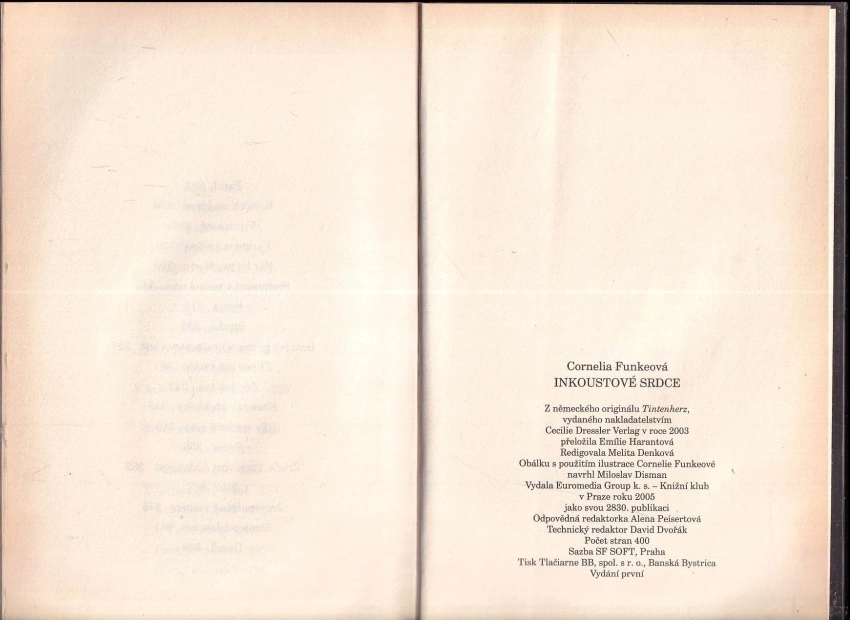 Cornelia Funkeová
INKOUSTOVÉ SRDCE
Z německého originálu Tintenherz,
vydaného nakladatelstvím
Cecilie Dressler Verlag v roce 2003
přeložila Emílie Harantová
Redigovala Melita Denková
Obálku s použitím ilustrace Cornelie Funkeové
navrhl Miloslav Disman
Vydala Euromedia Group k. s. – Knižní klub
v Praze roku 2005
jako svou 2830. publikaci
Odpovědná redaktorka Alena Peisertová
Technický redaktor David Dvořák
Počet stran 400
Sazba SF SOFT, Praha
Tisk Tlačiarne BB, spol. s r. o., Banská Bystrica
Vydání první